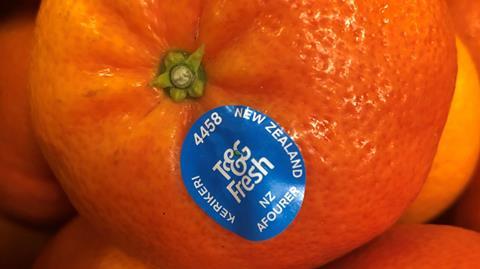 4458 NEW ZEALAND
T&G
Fresh
KERIKERI
NZ
AFOURER